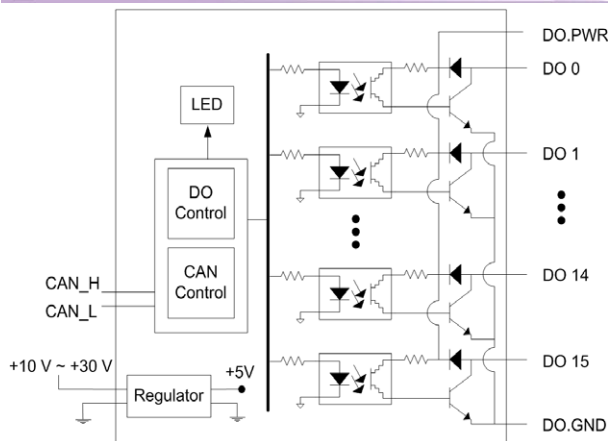 DO.PWR
DO 0
LED
DO 1
DO
Control
CAN
Control
CAN_H
CAN_L
DO 14
+10 V ~ +30 V
+5V
Regulator
DO 15
DO.GND